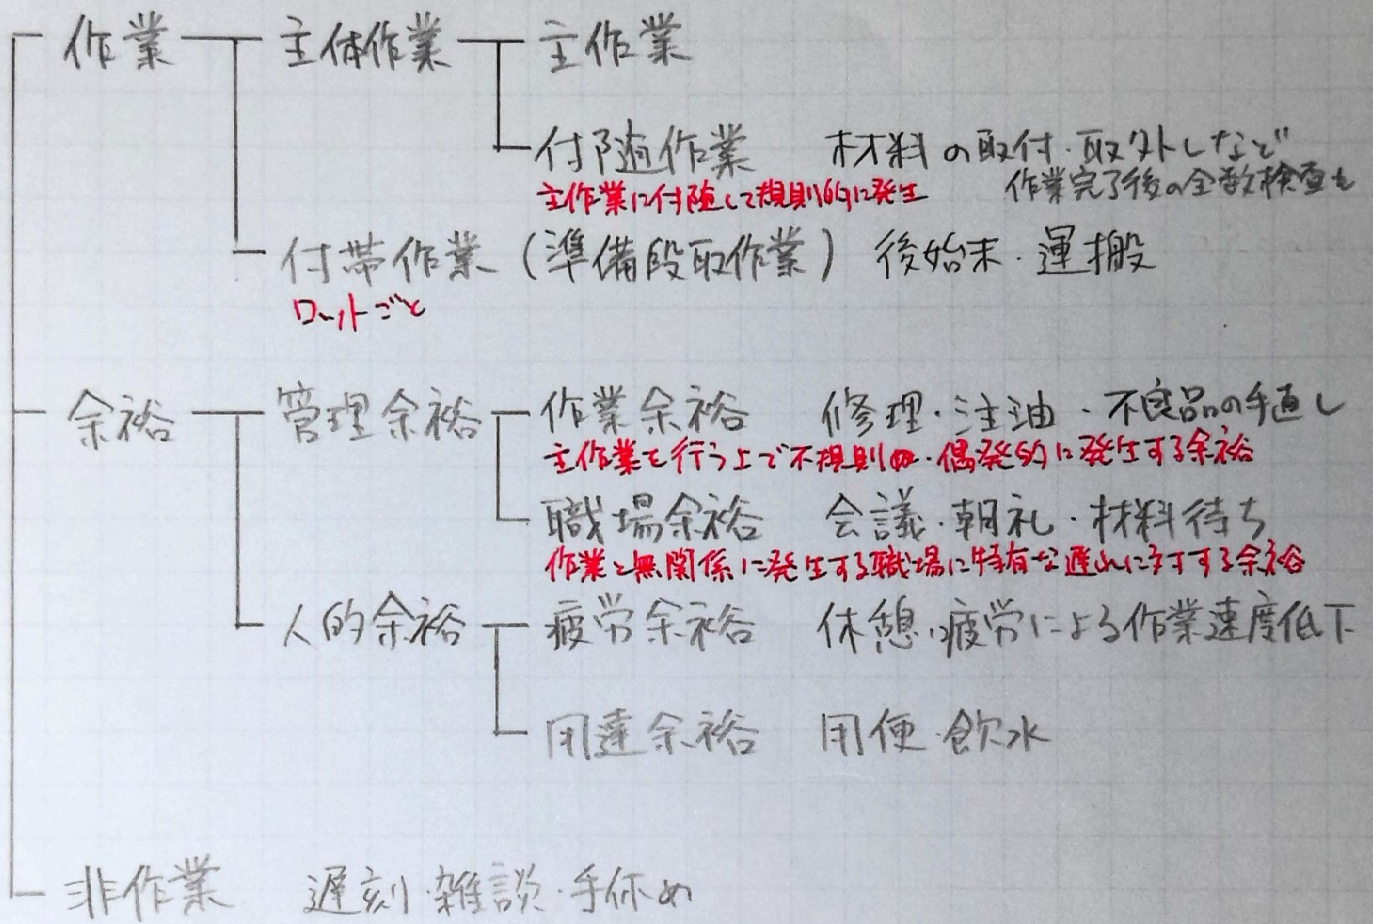 作業 主体作業 主作業
付随作業 材料の取付・取外しなど
主作業に付随して規則的に発生 作業完了後の全数検査も
付帯作業(準備段取作業) 後始末・運搬
ロットごと
余裕 管理余裕 作業余裕 修理・注油・不良品の手直し
主作業を行う上で不規則的・偶発的に発生する余裕
職場余裕 会議・朝礼・材料待ち
作業と無関係に発生する職場に特有な遅れに対する余裕
人的余裕 疲労余裕 休憩・疲労による作業速度低下
用達余裕 用便・飲水
非作業 遅刻・雑談・手休め